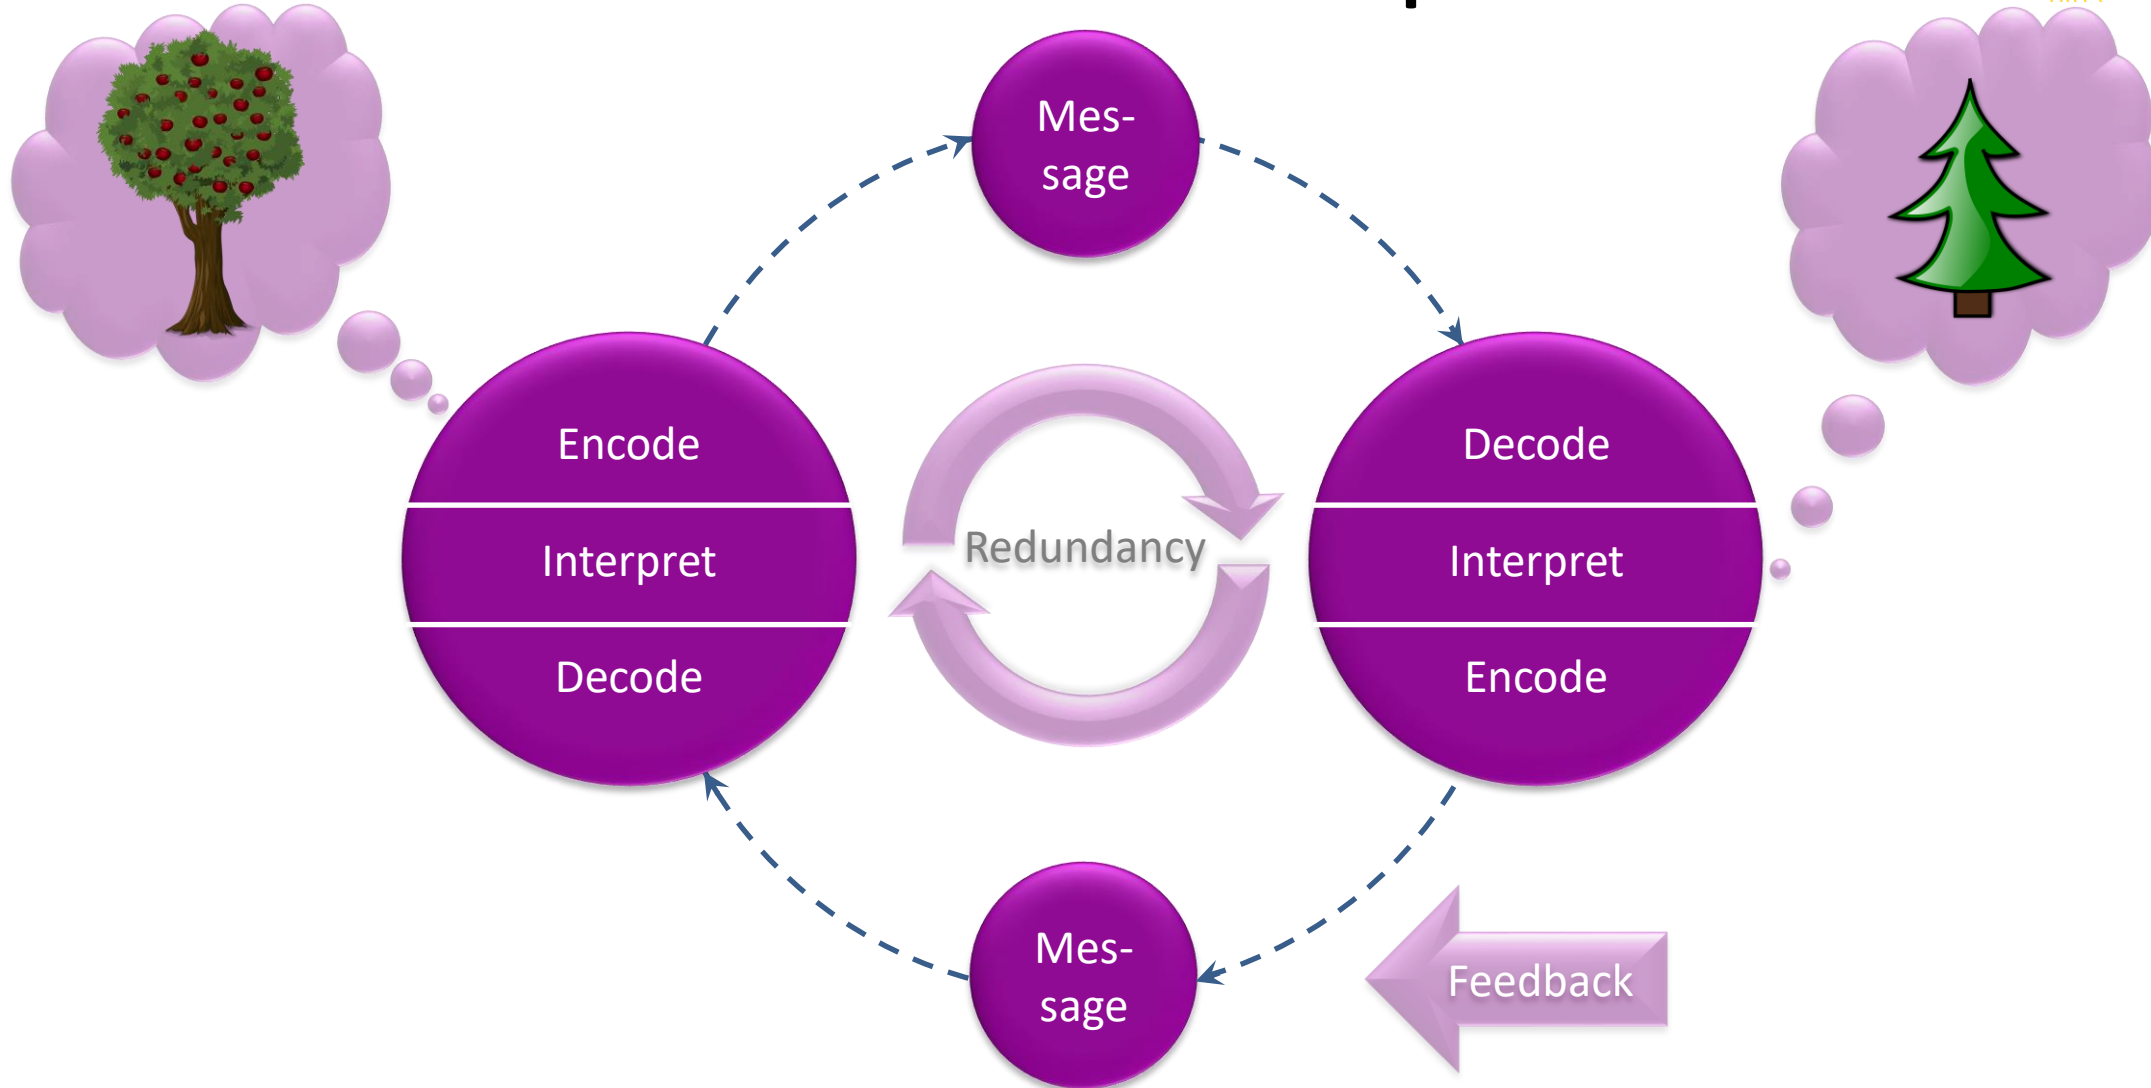 Mes-
sage
Encode
Interpret
Decode
Redundancy
Decode
Interpret
Encode
Mes-
sage
Feedback